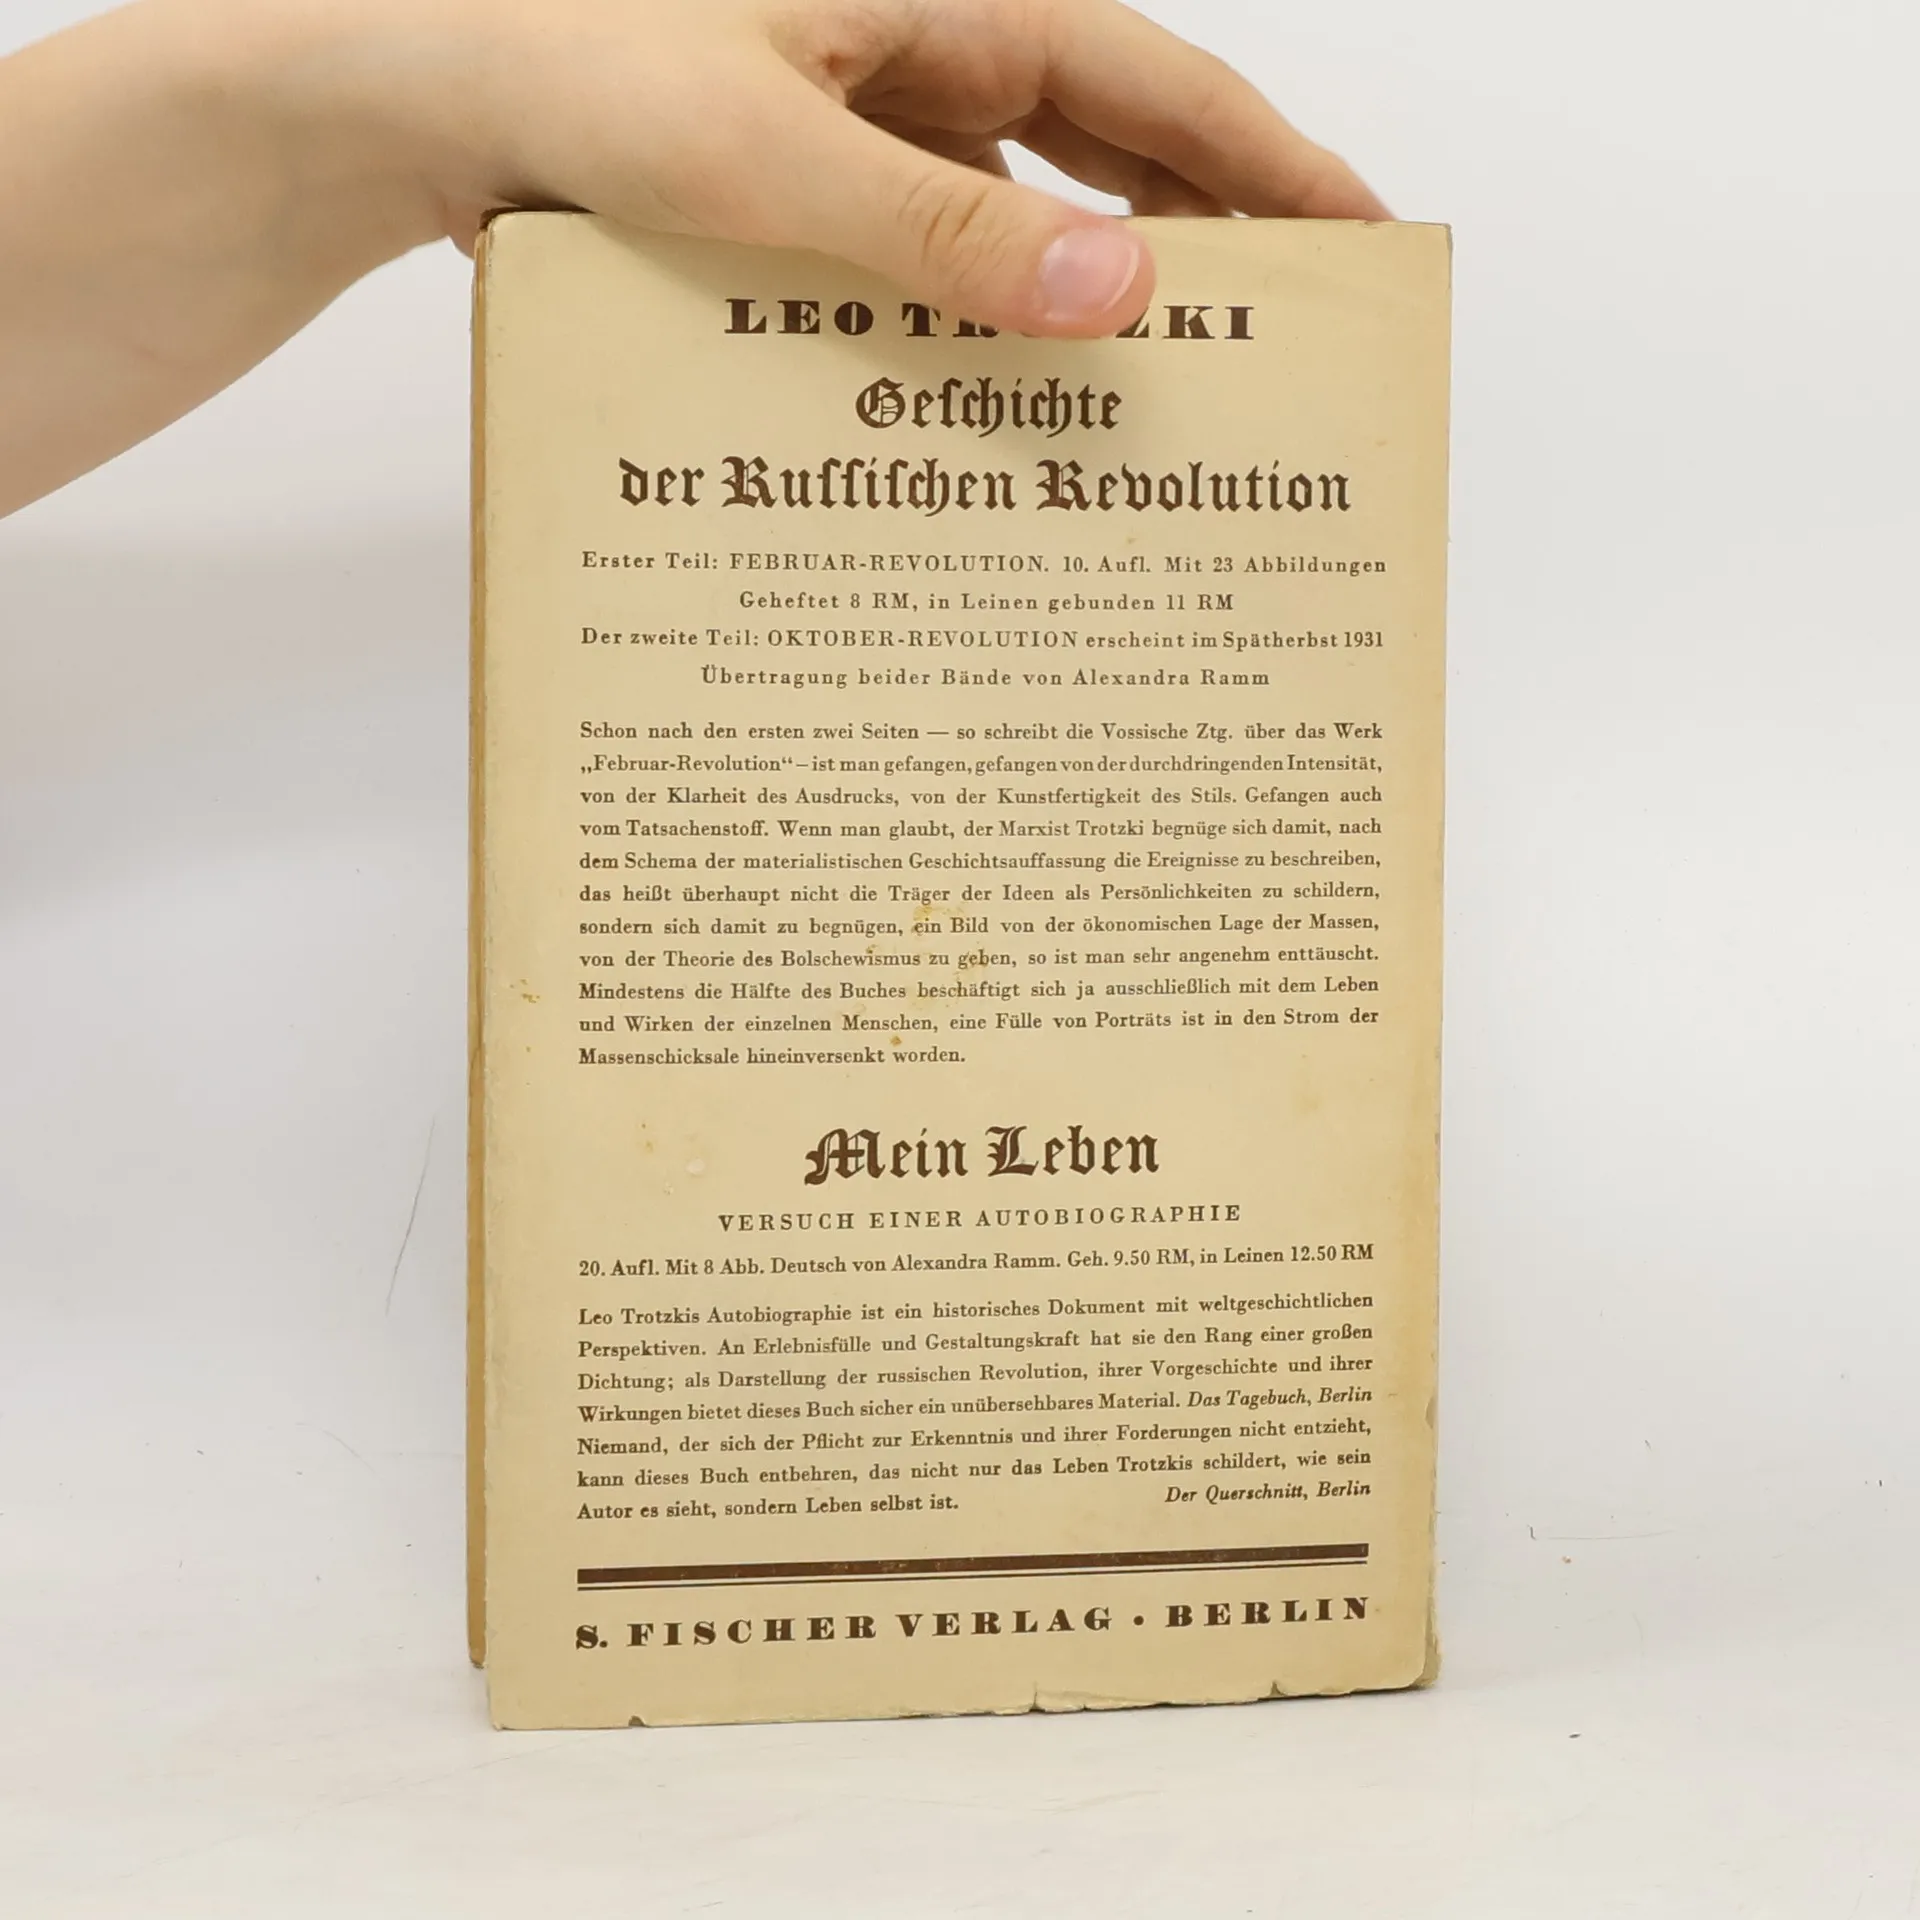 LEO TROTZKI
Geſchichte
der Ruſſiſchen Revolution
Erster Teil: FEBRUAR-REVOLUTION. 10. Aufl. Mit 23 Abbildungen
Geheftet 8 RM, in Leinen gebunden 11 RM
Der zweite Teil: OKTOBER-REVOLUTION erscheint im Spätherbst 1931
Übertragung beider Bände von Alexandra Ramm
Schon nach den ersten zwei Seiten — so schreibt die Vossische Ztg. über das Werk
„Februar-Revolution“ – ist man gefangen, gefangen von der durchdringenden Intensität,
von der Klarheit des Ausdrucks, von der Kunstfertigkeit des Stils. Gefangen auch
vom Tatsachenstoff. Wenn man glaubt, der Marxist Trotzki begnüge sich damit, nach
dem Schema der materialistischen Geschichtsauffassung die Ereignisse zu beschreiben,
das heißt überhaupt nicht die Träger der Ideen als Persönlichkeiten zu schildern,
sondern sich damit zu begnügen, ein Bild von der ökonomischen Lage der Massen,
von der Theorie des Bolschewismus zu geben, so ist man sehr angenehm enttäuscht.
Mindestens die Hälfte des Buches beschäftigt sich ja ausschließlich mit dem Leben
und Wirken der einzelnen Menschen, eine Fülle von Porträts ist in den Strom der
Massenschicksale hineinversenkt worden.
Mein Leben
VERSUCH EINER AUTOBIOGRAPHIE
20. Aufl. Mit 8 Abb. Deutsch von Alexandra Ramm. Geh. 9.50 RM, in Leinen 12.50 RM
Leo Trotzkis Autobiographie ist ein historisches Dokument mit weltgeschichtlichen
Perspektiven. An Erlebnisfülle und Gestaltungskraft hat sie den Rang einer großen
Dichtung; als Darstellung der russischen Revolution, ihrer Vorgeschichte und ihrer
Wirkungen bietet dieses Buch sicher ein unübersehbares Material. Das Tagebuch, Berlin
Niemand, der sich der Pflicht zur Erkenntnis und ihrer Forderungen nicht entzieht,
kann dieses Buch entbehren, das nicht nur das Leben Trotzkis schildert, wie sein
Autor es sieht, sondern Leben selbst ist. Der Querschnitt, Berlin
S. FISCHER VERLAG • BERLIN